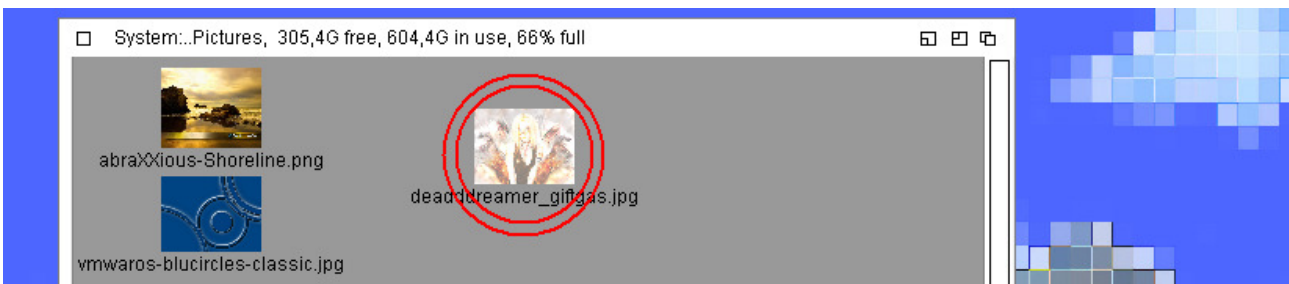 System:..Pictures, 305,4G free, 604,4G in use, 66% full
abraXXious-Shoreline.png
deadddreamer_giftgas.jpg
vmwaros-blucircles-classic.jpg